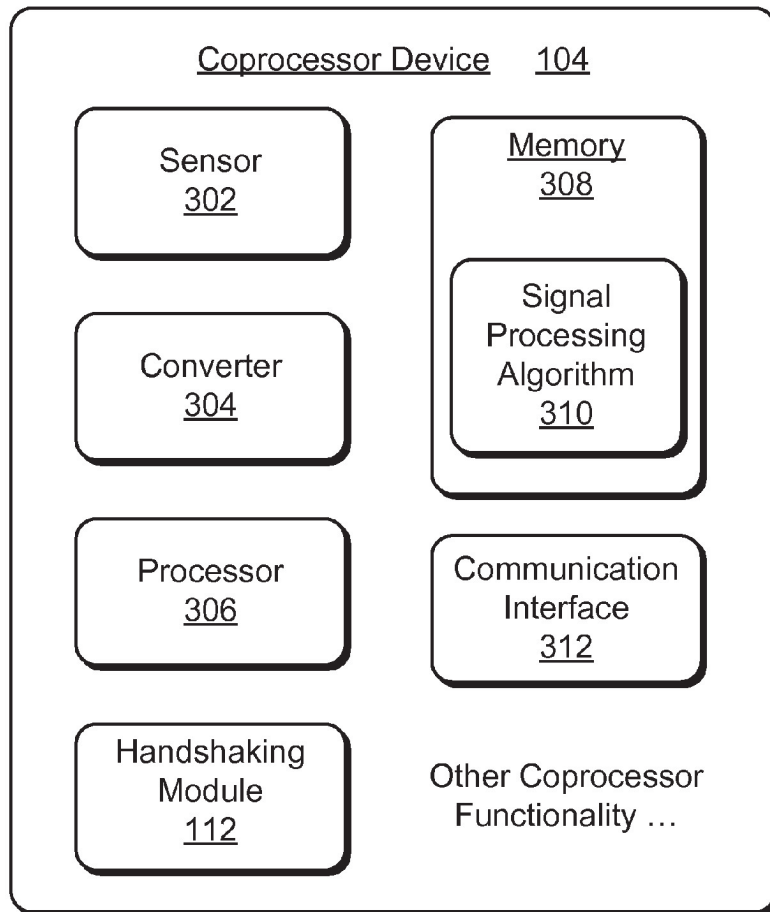 Coprocessor Device 104
Sensor
302
Converter
304
Processor
306
Handshaking
Module
112
Memory
308
Signal
Processing
Algorithm
310
Communication
Interface
312
Other Coprocessor
Functionality ...